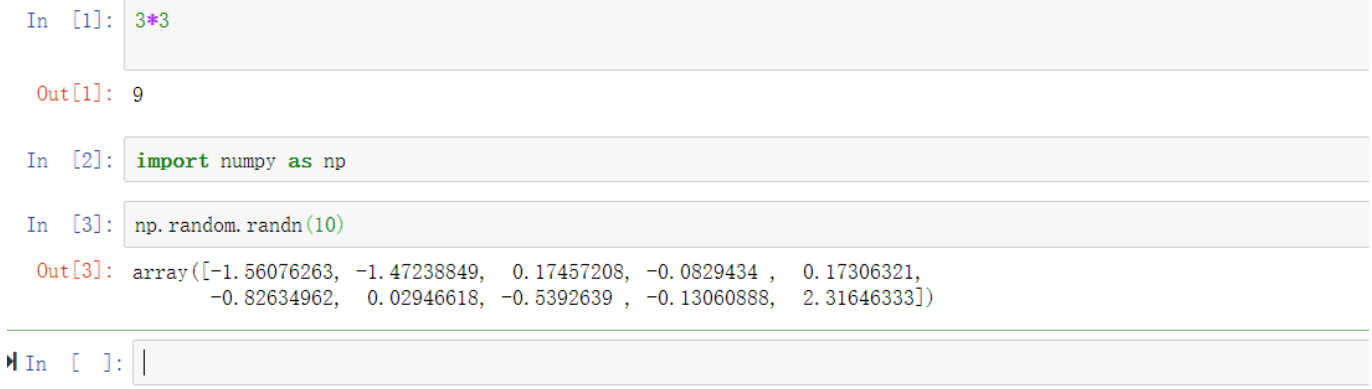 In [1]: 3*3
Out[1]: 9
In [2]: import numpy as np
In [3]: np.random.randn(10)
Out[3]: array([-1.56076263, -1.47238849,  0.17457208, -0.0829434 ,  0.17306321,
-0.82634962,  0.02946618, -0.5392639 , -0.13060888,  2.31646333])
In [ ]: